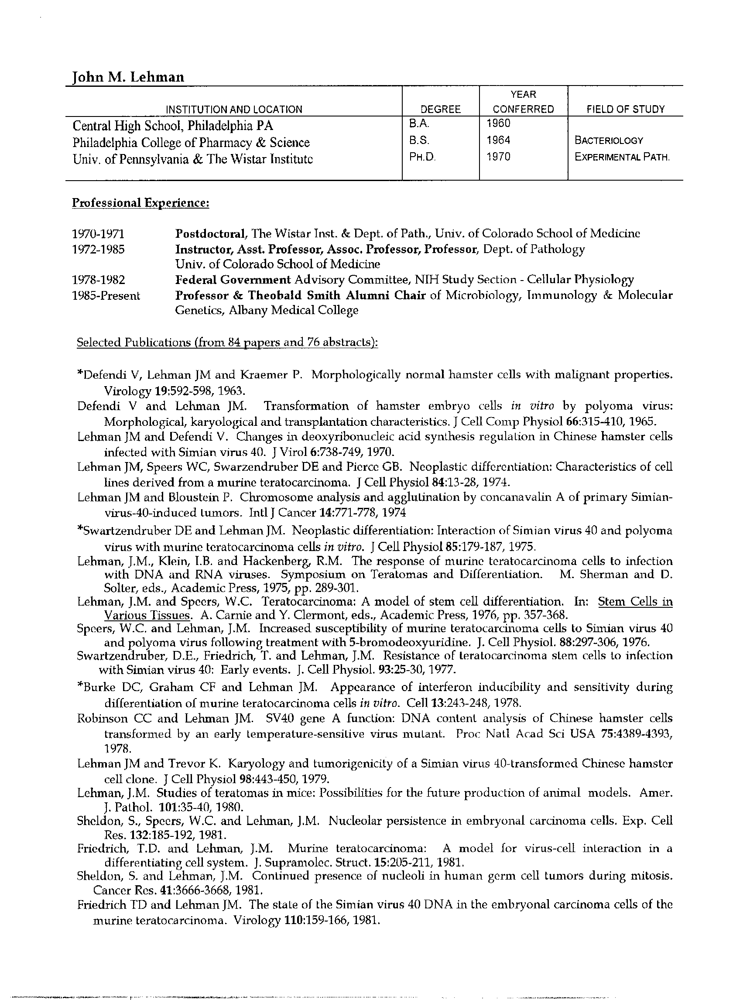 John M. Lehman
INSTITUTION AND LOCATION DEGREE YEAR CONFERRED FIELD OF STUDY
Central High School, Philadelphia PA B.A. 1960
Philadelphia College of Pharmacy & Science B.S. 1964 BACTERIOLOGY
Univ. of Pennsylvania & The Wistar Institute PH.D. 1970 EXPERIMENTAL PATH.
Professional Experience:
1970-1971 Postdoctoral, The Wistar Inst. & Dept. of Path., Univ. of Colorado School of Medicine
1972-1985 Instructor, Asst. Professor, Assoc. Professor, Professor, Dept. of Pathology
Univ. of Colorado School of Medicine
1978-1982 Federal Government Advisory Committee, NIH Study Section - Cellular Physiology
1985-Present Professor & Theobald Smith Alumni Chair of Microbiology, Immunology & Molecular
Genetics, Albany Medical College
Selected Publications (from 84 papers and 76 abstracts):
*Defendi V, Lehman JM and Kraemer P. Morphologically normal hamster cells with malignant properties.
Virology 19:592-598, 1963.
Defendi V and Lehman JM. Transformation of hamster embryo cells in vitro by polyoma virus:
Morphological, karyological and transplantation characteristics. J Cell Comp Physiol 66:315-410, 1965.
Lehman JM and Defendi V. Changes in deoxyribonucleic acid synthesis regulation in Chinese hamster cells
infected with Simian virus 40. J Virol 6:738-749, 1970.
Lehman JM, Speers WC, Swarzendruber DE and Pierce GB. Neoplastic differentiation: Characteristics of cell
lines derived from a murine teratocarcinoma. J Cell Physiol 84:13-28, 1974.
Lehman JM and Bloustein P. Chromosome analysis and agglutination by concanavalin A of primary Simian-
virus-40-induced tumors. Intl J Cancer 14:771-778, 1974
*Swartzendruber DE and Lehman JM. Neoplastic differentiation: Interaction of Simian virus 40 and polyoma
virus with murine teratocarcinoma cells in vitro. J Cell Physiol 85:179-187, 1975.
Lehman, J.M., Klein, I.B. and Hackenberg, R.M. The response of murine teratocarcinoma cells to infection
with DNA and RNA viruses. Symposium on Teratomas and Differentiation. M. Sherman and D.
Solter, eds., Academic Press, 1975, pp. 289-301.
Lehman, J.M. and Speers, W.C. Teratocarcinoma: A model of stem cell differentiation. In: Stem Cells in
Various Tissues. A. Carnie and Y. Clermont, eds., Academic Press, 1976, pp. 357-368.
Speers, W.C. and Lehman, J.M. Increased susceptibility of murine teratocarcinoma cells to Simian virus 40
and polyoma virus following treatment with 5-bromodeoxyuridine. J. Cell Physiol. 88:297-306, 1976.
Swartzendruber, D.E., Friedrich, T. and Lehman, J.M. Resistance of teratocarcinoma stem cells to infection
with Simian virus 40: Early events. J. Cell Physiol. 93:25-30, 1977.
*Burke DC, Graham CF and Lehman JM. Appearance of interferon inducibility and sensitivity during
differentiation of murine teratocarcinoma cells in vitro. Cell 13:243-248, 1978.
Robinson CC and Lehman JM. SV40 gene A function: DNA content analysis of Chinese hamster cells
transformed by an early temperature-sensitive virus mutant. Proc Natl Acad Sci USA 75:4389-4393,
1978.
Lehman JM and Trevor K. Karyology and tumorigenicity of a Simian virus 40-transformed Chinese hamster
cell clone. J Cell Physiol 98:443-450, 1979.
Lehman, J.M. Studies of teratomas in mice: Possibilities for the future production of animal models. Amer.
J. Pathol. 101:35-40, 1980.
Sheldon, S., Speers, W.C. and Lehman, J.M. Nucleolar persistence in embryonal carcinoma cells. Exp. Cell
Res. 132:185-192, 1981.
Friedrich, T.D. and Lehman, J.M. Murine teratocarcinoma: A model for virus-cell interaction in a
differentiating cell system. J. Supramolec. Struct. 15:205-211, 1981.
Sheldon, S. and Lehman, J.M. Continued presence of nucleoli in human germ cell tumors during mitosis.
Cancer Res. 41:3666-3668, 1981.
Friedrich TD and Lehman JM. The state of the Simian virus 40 DNA in the embryonal carcinoma cells of the
murine teratocarcinoma. Virology 110:159-166, 1981.